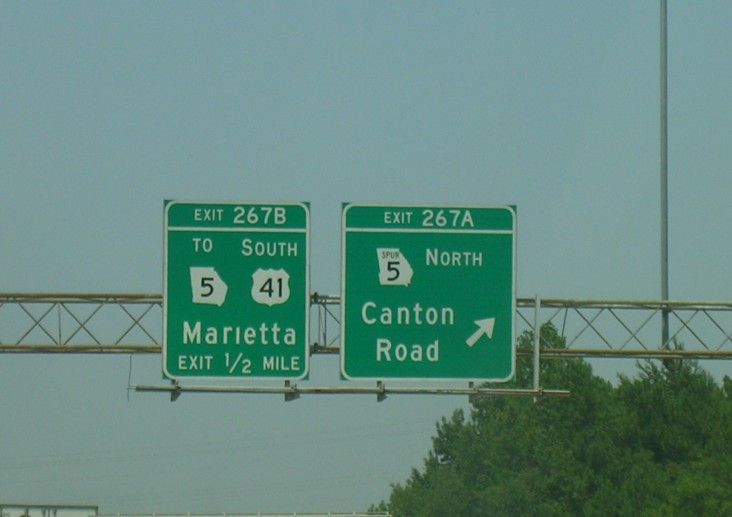 EXIT 267B
TO SOUTH
5 41
Marietta
EXIT 1/2 MILE
EXIT 267A
SPUR 5 NORTH
Canton
Road